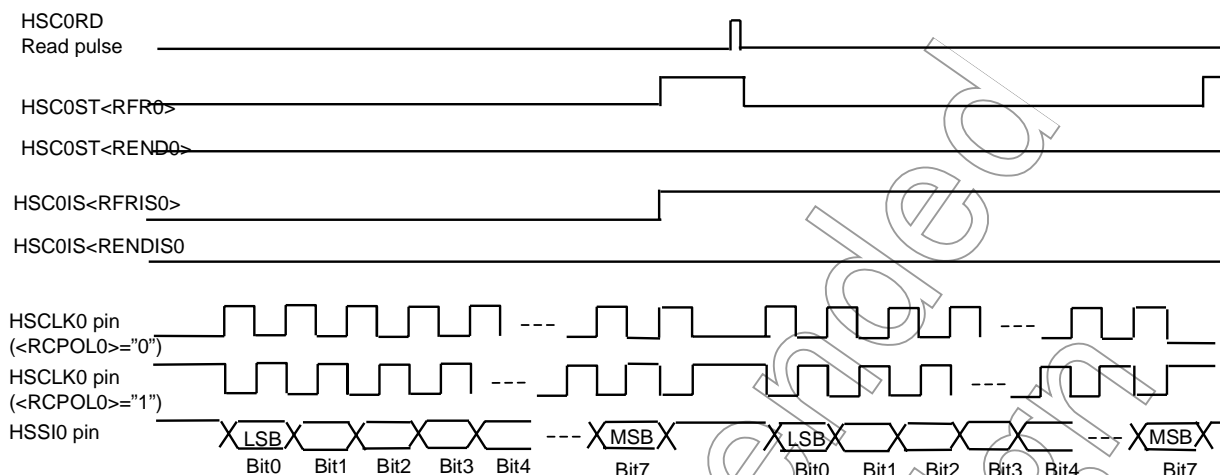 HSC0RD
Read pulse
HSC0ST<RFR0>
HSC0ST<REND0>
HSC0IS<RFRIS0>
HSC0IS<RENDIS0
HSCLK0 pin
(<RCPOL0>="0")
HSCLK0 pin
(<RCPOL0>="1")
HSSI0 pin LSB MSB LSB MSB
Bit0 Bit1 Bit2 Bit3 Bit4 Bit7 Bit0 Bit1 Bit2 Bit3 Bit4 Bit7
ended